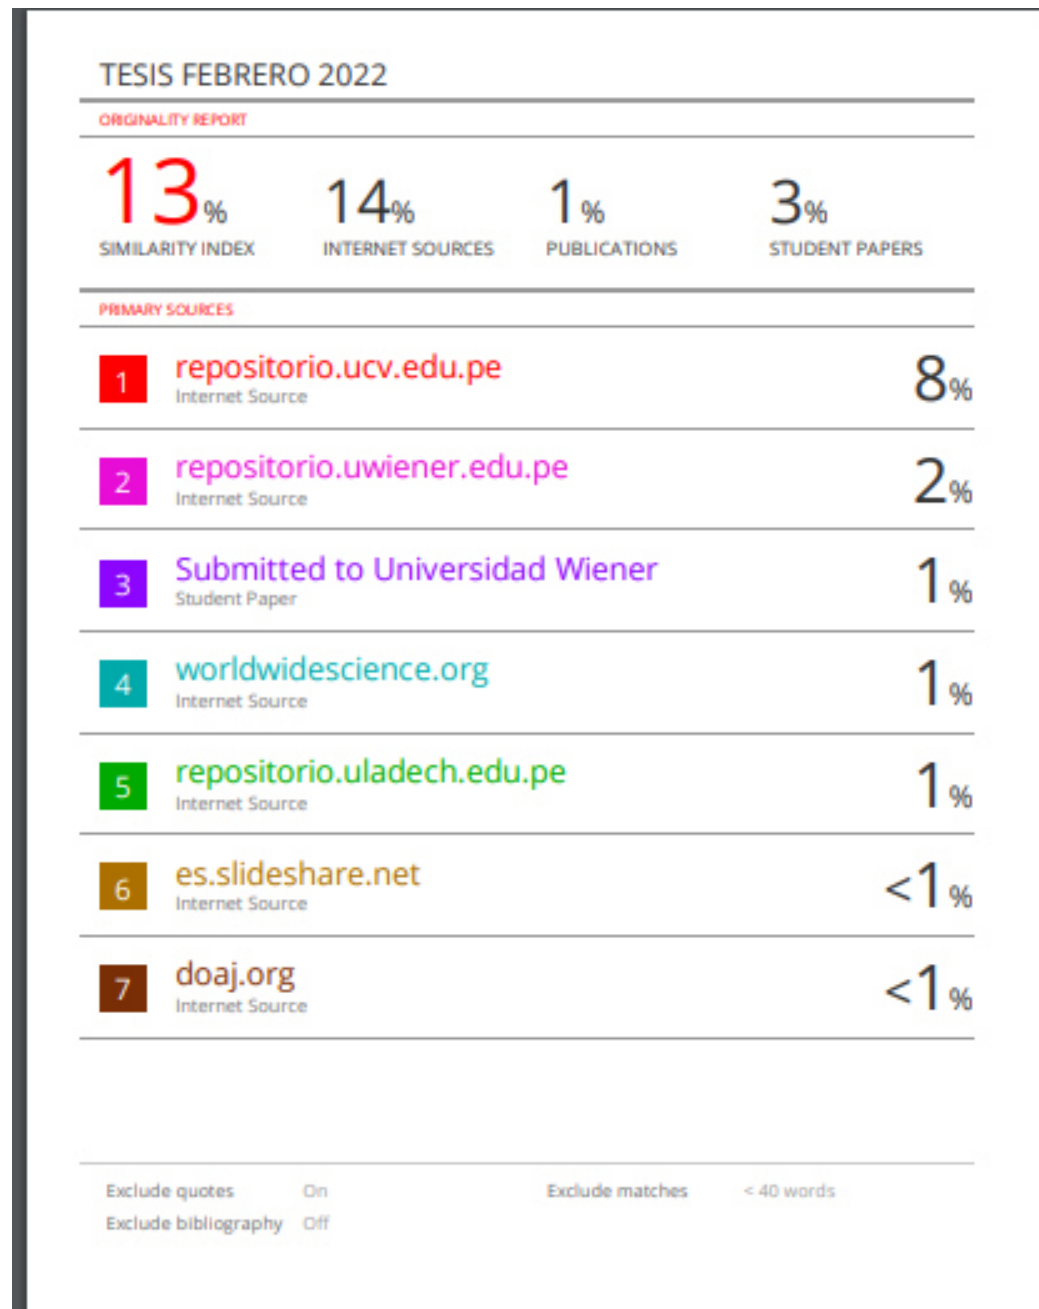 TESIS FEBRERO 2022
ORIGINALITY REPORT
13% 14% 1% 3%
SIMILARITY INDEX INTERNET SOURCES PUBLICATIONS STUDENT PAPERS
PRIMARY SOURCES
1 repositorio.ucv.edu.pe 8%
Internet Source
2 repositorio.uwiener.edu.pe 2%
Internet Source
3 Submitted to Universidad Wiener 1%
Student Paper
4 worldwidescience.org 1%
Internet Source
5 repositorio.uladech.edu.pe 1%
Internet Source
6 es.slideshare.net <1%
Internet Source
7 doaj.org <1%
Internet Source
Exclude quotes On Exclude matches < 40 words
Exclude bibliography Off